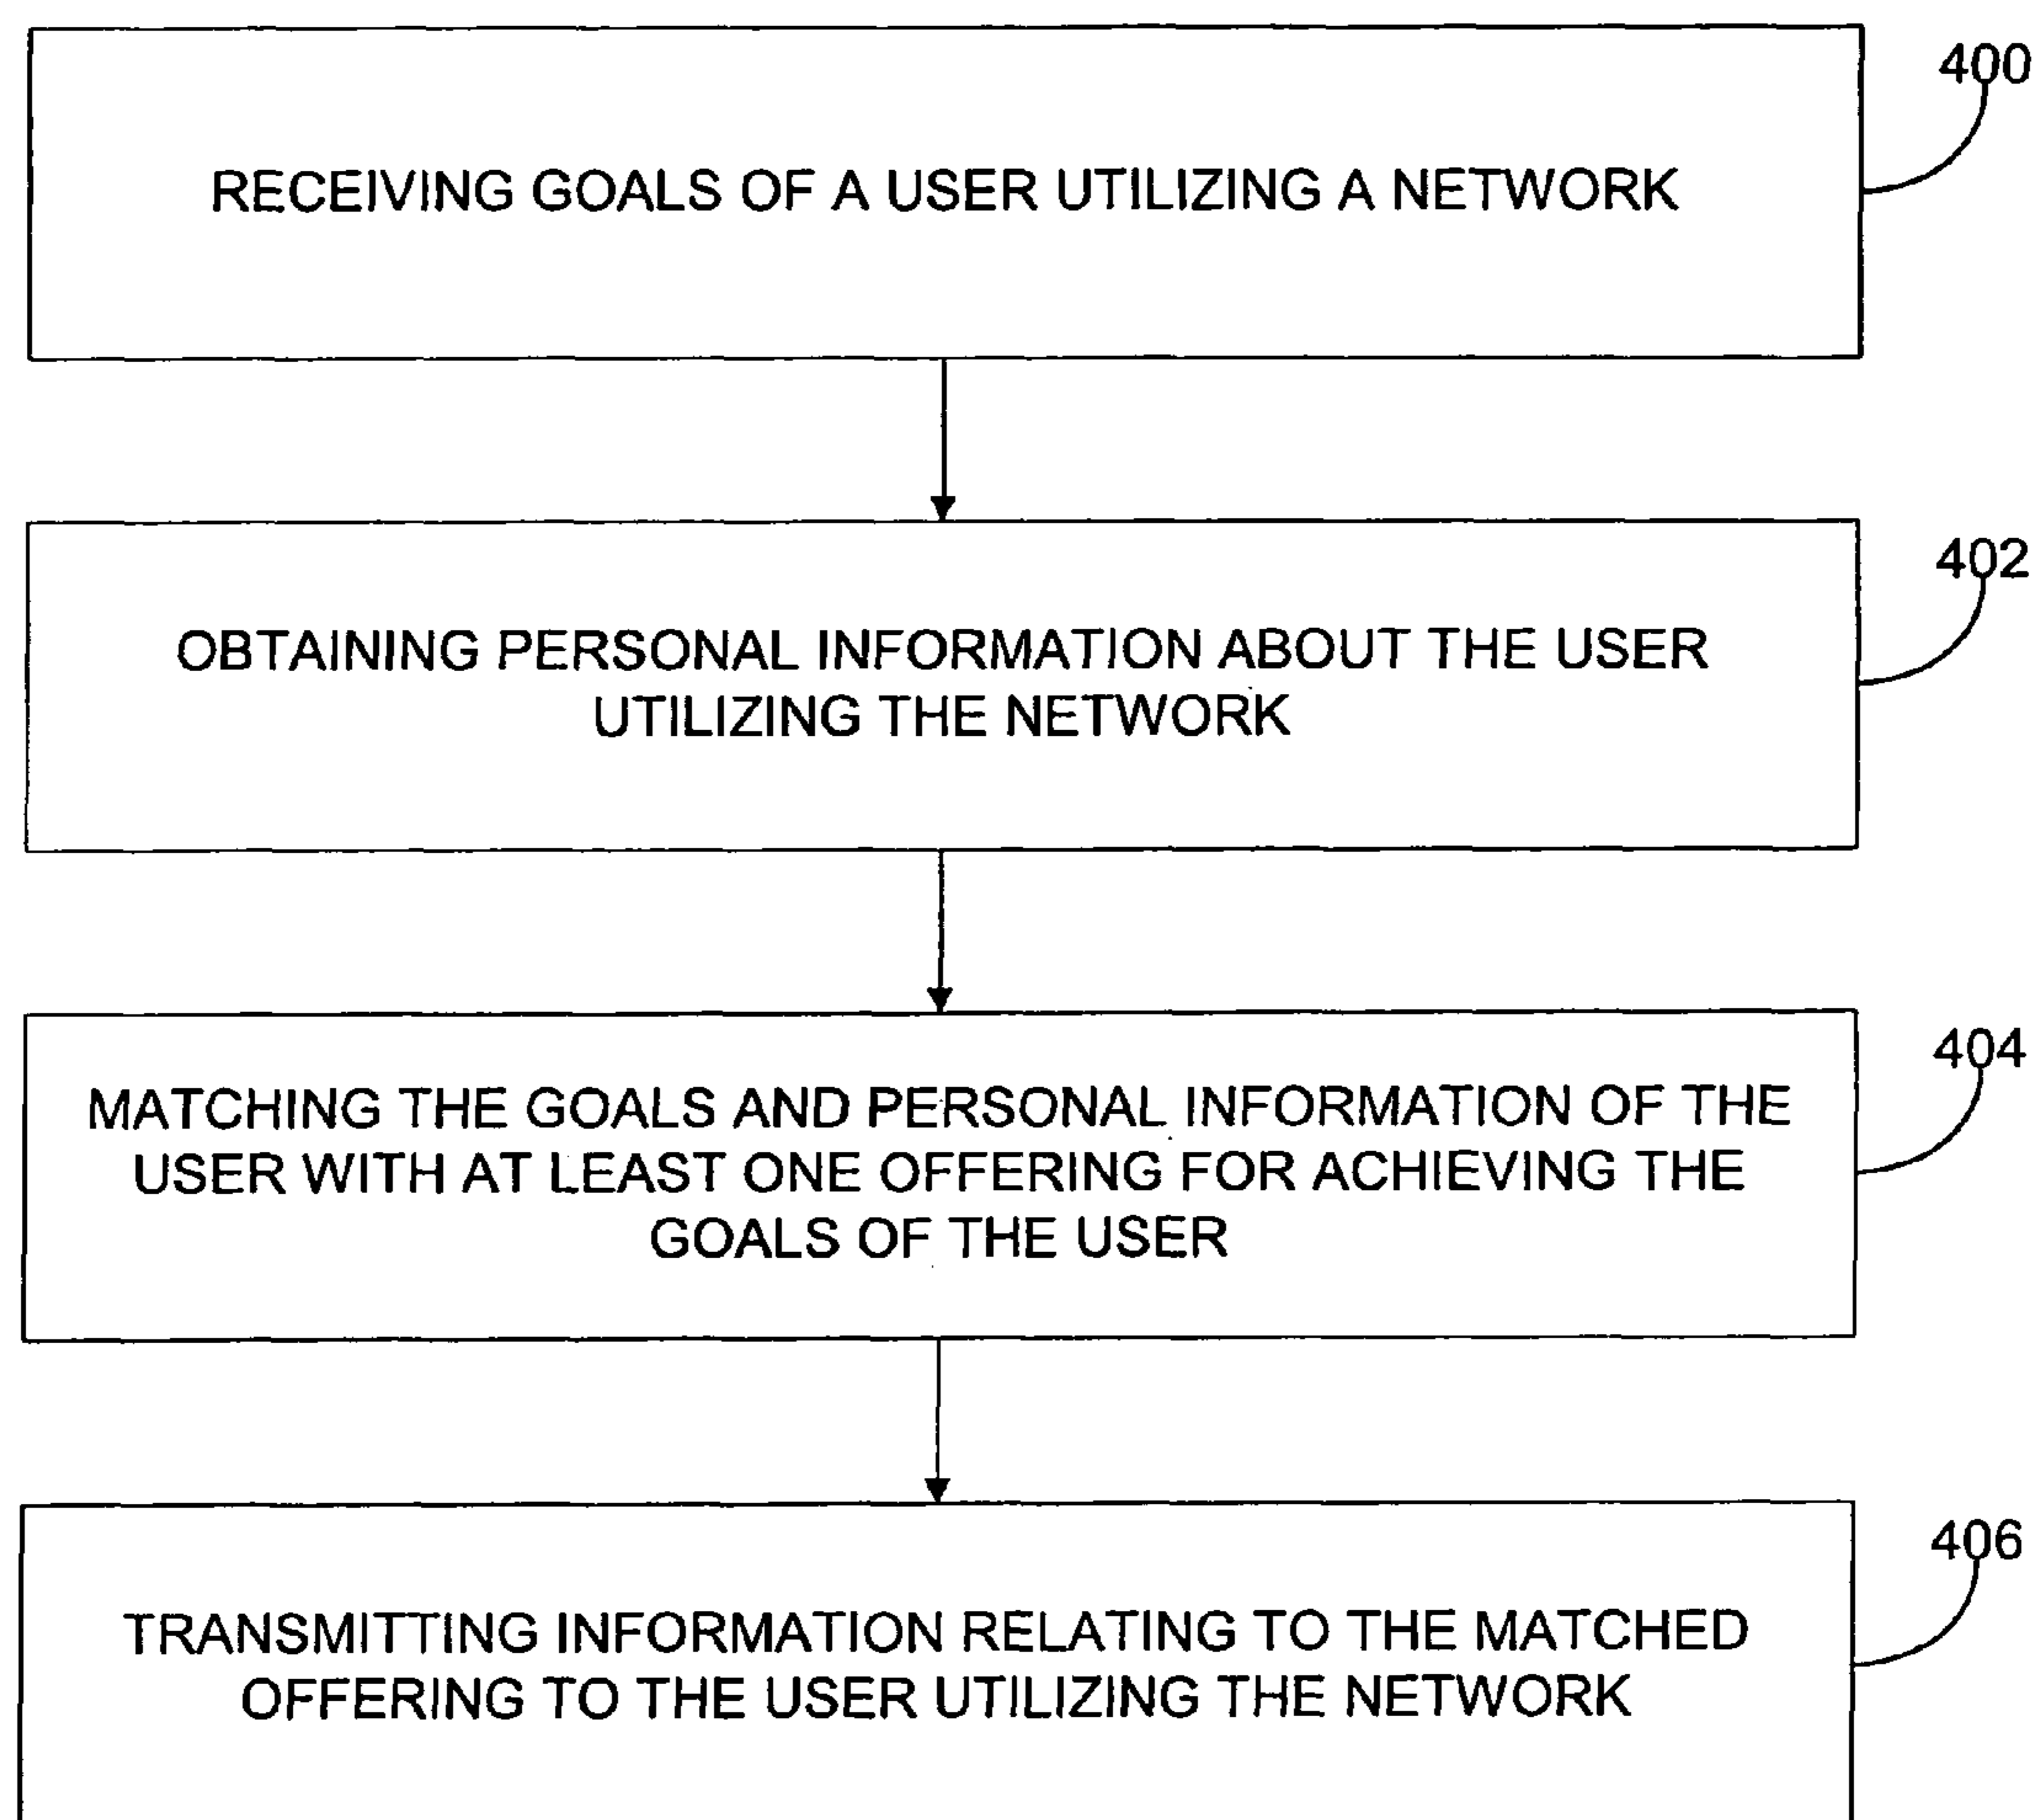 400
RECEIVING GOALS OF A USER UTILIZING A NETWORK
402
OBTAINING PERSONAL INFORMATION ABOUT THE USER
UTILIZING THE NETWORK
404
MATCHING THE GOALS AND PERSONAL INFORMATION OF THE
USER WITH AT LEAST ONE OFFERING FOR ACHIEVING THE
GOALS OF THE USER
406
TRANSMITTING INFORMATION RELATING TO THE MATCHED
OFFERING TO THE USER UTILIZING THE NETWORK